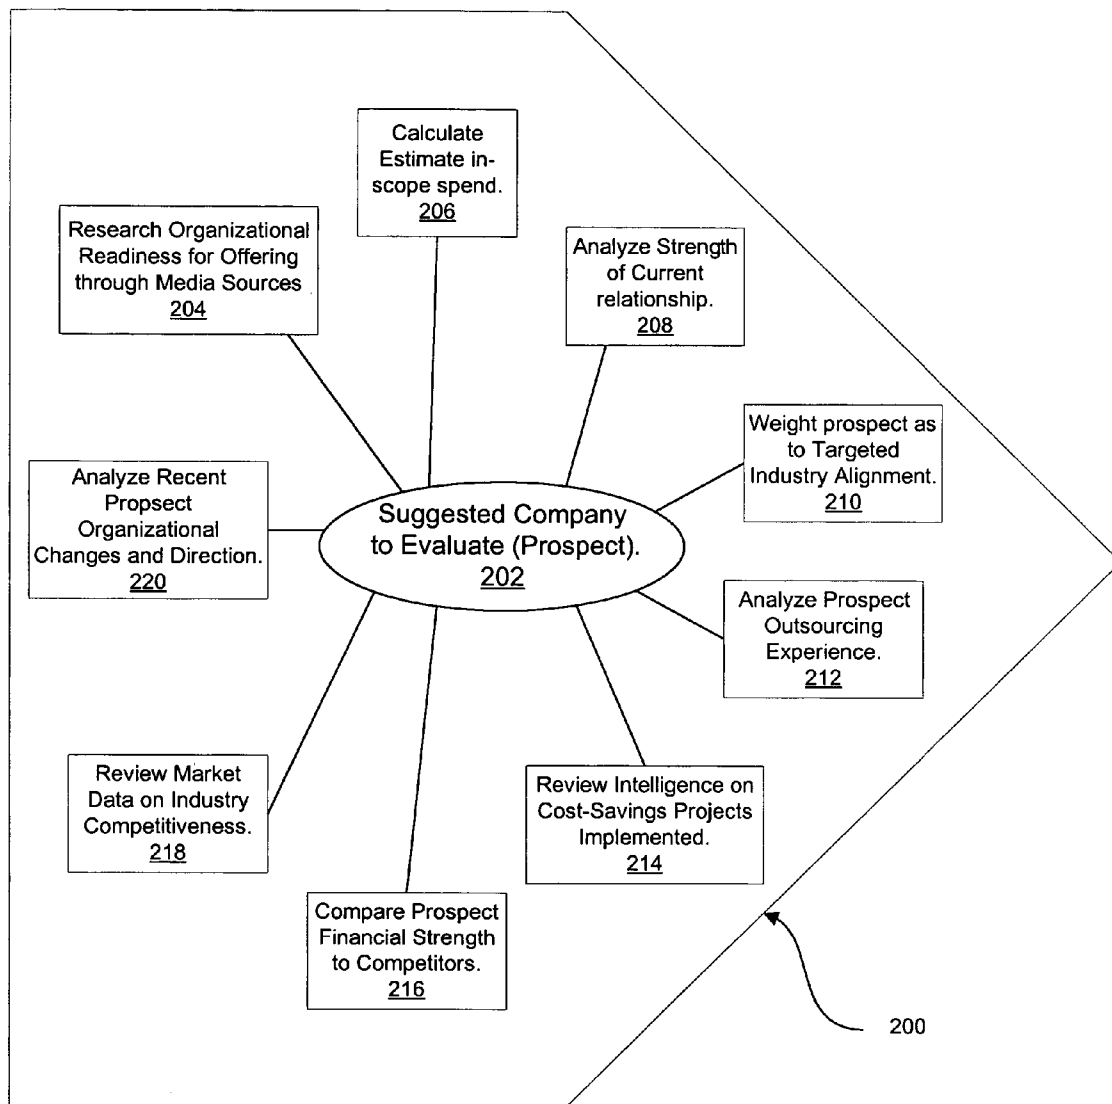 Calculate
Estimate in-
scope spend.
206
Research Organizational
Readiness for Offering
through Media Sources
204
Analyze Strength
of Current
relationship.
208
Weight prospect as
to Targeted
Industry Alignment.
210
Analyze Recent
Propsect
Organizational
Changes and Direction.
220
Suggested Company
to Evaluate (Prospect).
202
Analyze Prospect
Outsourcing
Experience.
212
Review Market
Data on Industry
Competitiveness.
218
Review Intelligence on
Cost-Savings Projects
Implemented.
214
Compare Prospect
Financial Strength
to Competitors.
216
200